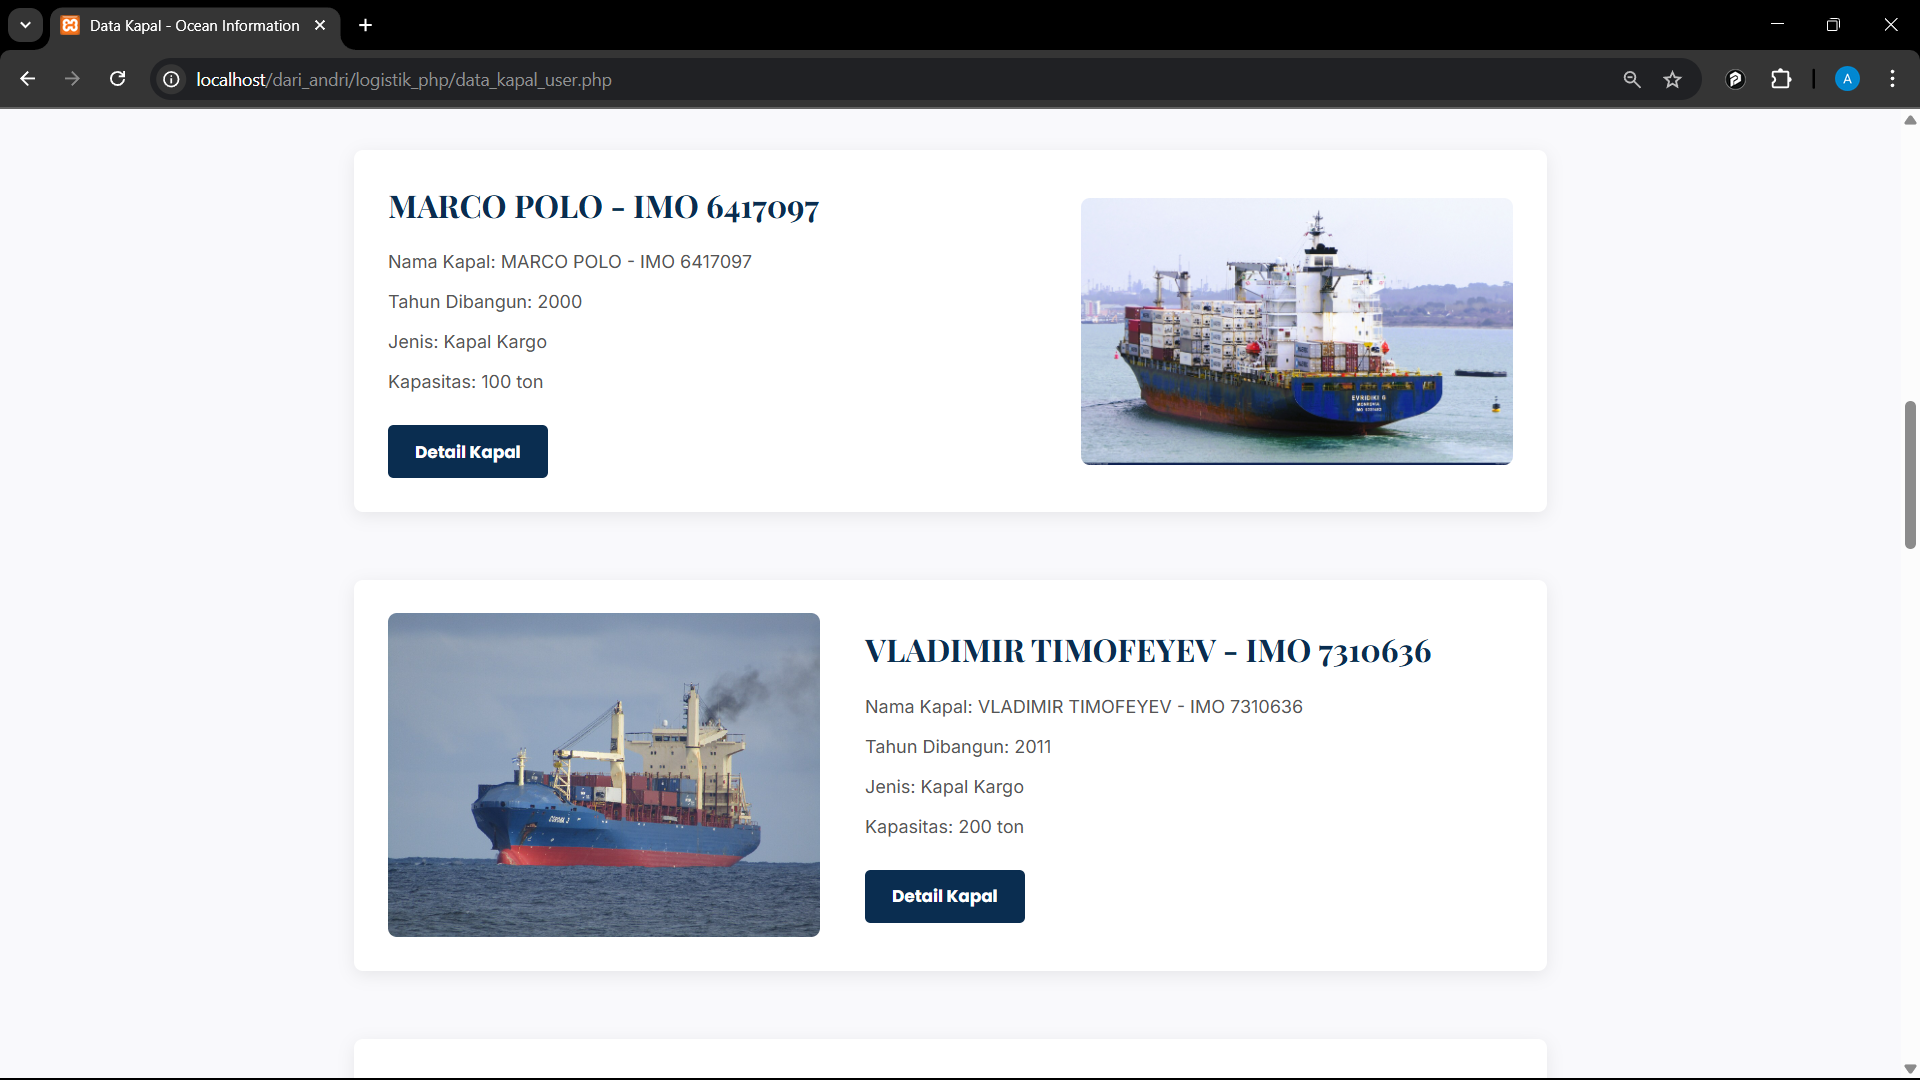 Data Kapal - Ocean Information
localhost/dari_andri/logistik_php/data_kapal_user.php
A
MARCO POLO - IMO 6417097
Nama Kapal: MARCO POLO - IMO 6417097
Tahun Dibangun: 2000
Jenis: Kapal Kargo
Kapasitas: 100 ton
Detail Kapal
EVRIDIKI G
VLADIMIR TIMOFEYEV - IMO 7310636
Nama Kapal: VLADIMIR TIMOFEYEV - IMO 7310636
Tahun Dibangun: 2011
Jenis: Kapal Kargo
Kapasitas: 200 ton
Detail Kapal